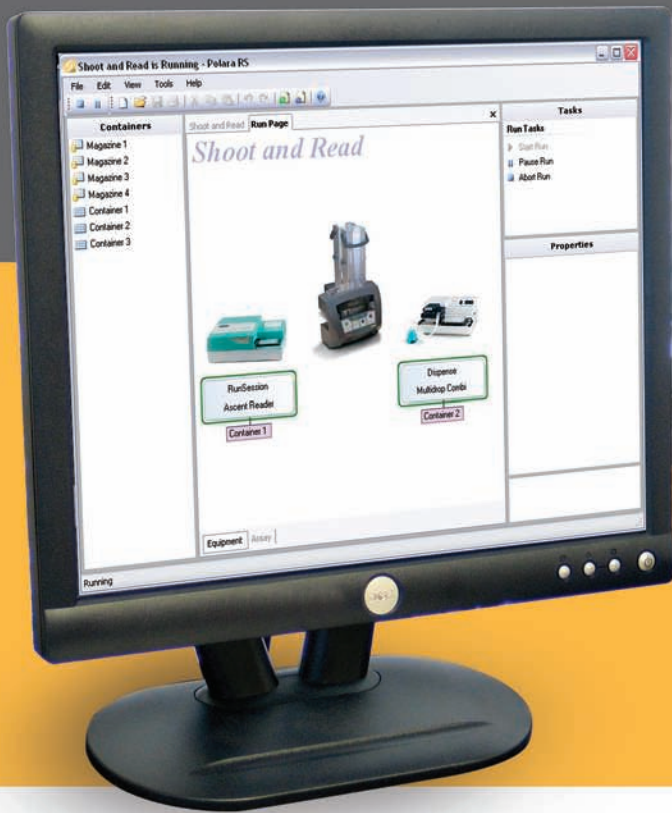 Shoot and Read is Running - Polara RS
File Edit View Tools Help
Containers
Magazine 1
Magazine 2
Magazine 3
Magazine 4
Container 1
Container 2
Container 3
Shoot and Read Run Page
Shoot and Read
RunSession
Ascent Reader
Container 1
Dispense
Multidrop Combi
Container 2
Equipment Assay
Tasks
Run Tasks
Start Run
Pause Run
Abort Run
Properties
Running
DELL